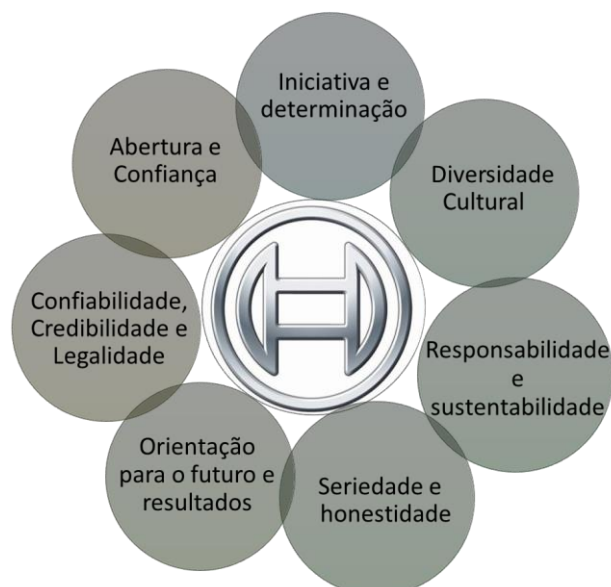 Iniciativa e
determinação
Diversidade
Cultural
Responsabilidade
e
sustentabilidade
Seriedade e
honestidade
Orientação
para o futuro e
resultados
Confiabilidade,
Credibilidade e
Legalidade
Abertura e
Confiança